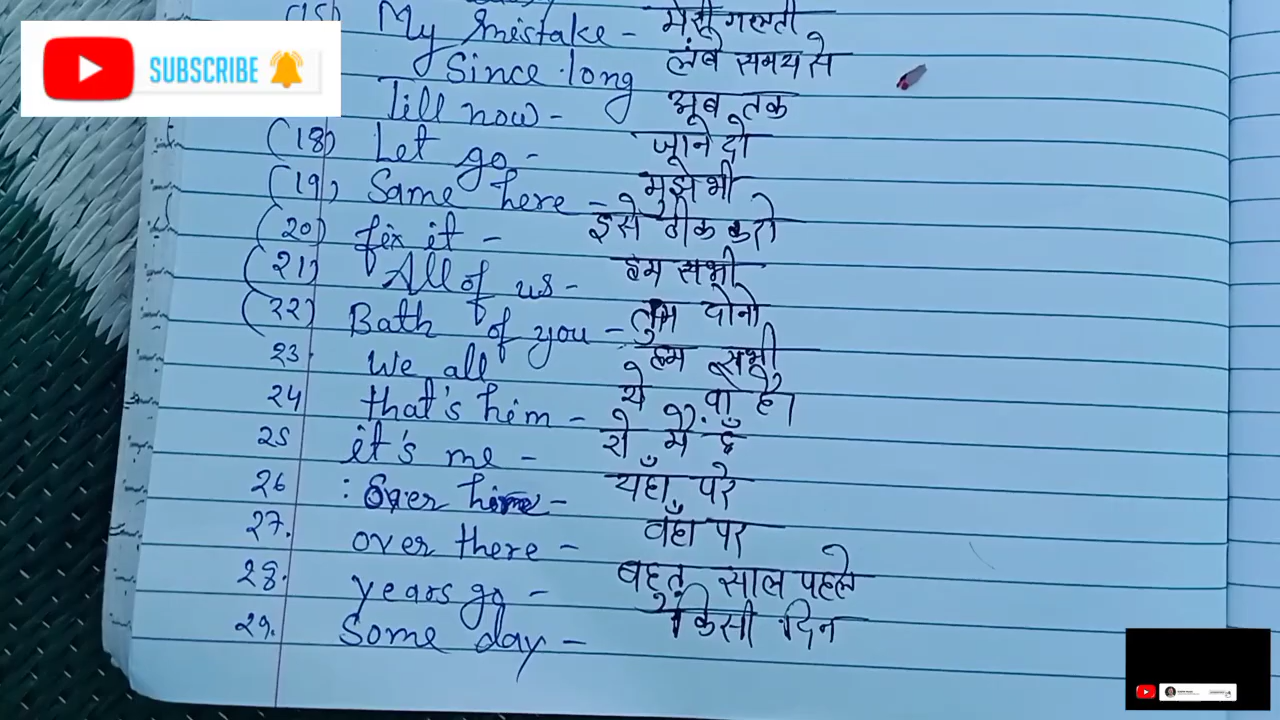 (15) My mistake - मेरी गलती
SUBSCRIBE
Since long लंबे समय से
Till now - अब तक
(18) Let go - जाने दो
(19) Same here - मुझे भी
(20) fix it - इसे ठीक करो
(21) All of us - हम सभी
(22) Bath of you - तुम दोनो
23. We all हम सभी
24 that's him - ये वो है।
25 it's me - ये मैं हूँ
26 : Over - यहाँ पर
27. over there - वहाँ पर
28. years go - बहुत साल पहले
29. Some day - किसी दिन